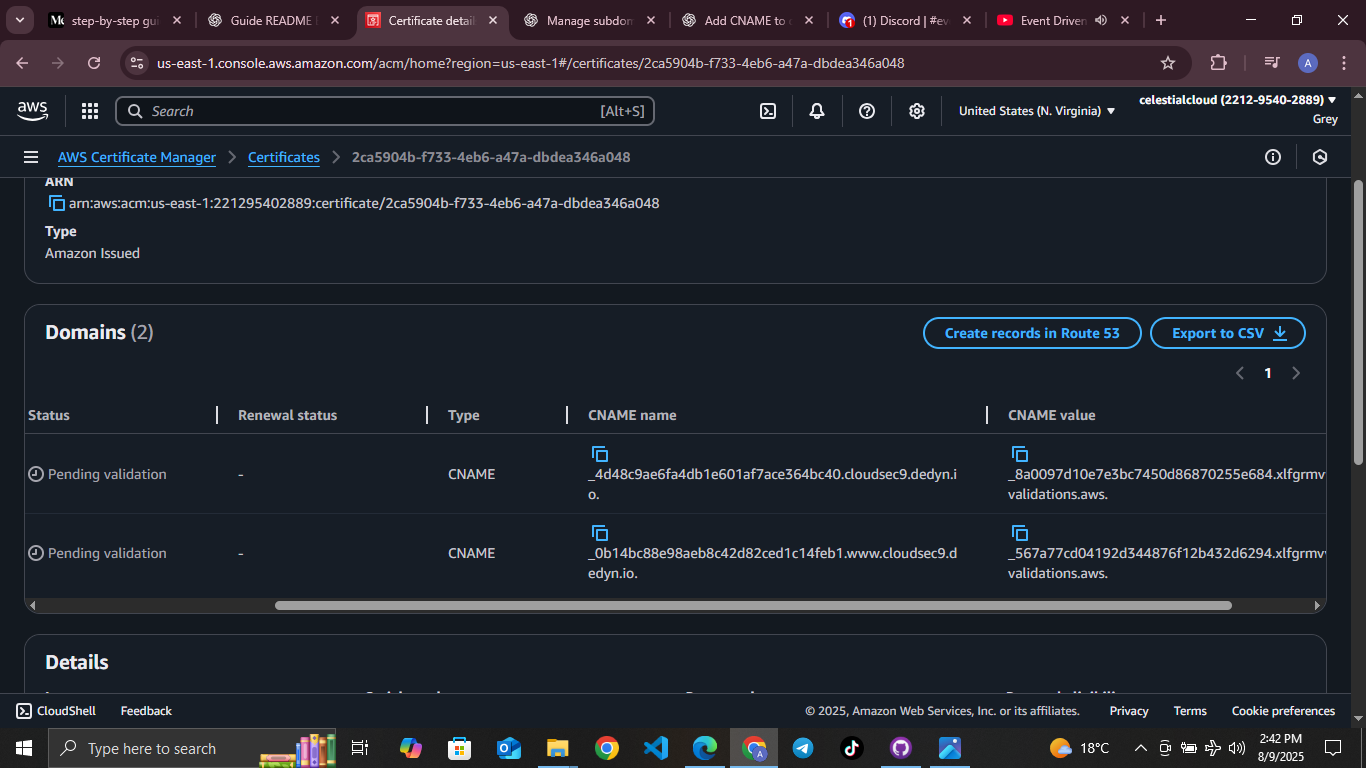 step-by-step gui
Guide README
Certificate detail
Manage subdom
Add CNAME to
(1) Discord | #eve
Event Driven
us-east-1.console.aws.amazon.com/acm/home?region=us-east-1#/certificates/2ca5904b-f733-4eb6-a47a-dbdea346a048
A
aws
Search
[Alt+S]
United States (N. Virginia)
celestialcloud (2212-9540-2889)
Grey
AWS Certificate Manager
Certificates
2ca5904b-f733-4eb6-a47a-dbdea346a048
ARN
arn:aws:acm:us-east-1:221295402889:certificate/2ca5904b-f733-4eb6-a47a-dbdea346a048
Type
Amazon Issued
Domains (2)
Create records in Route 53
Export to CSV
1
Status
Renewal status
Type
CNAME name
CNAME value
Pending validation
-
CNAME
_4d48c9ae6fa4db1e601af7ace364bc40.cloudsec9.dedyn.i
o.
_8a0097d10e7e3bc7450d86870255e684.xlfgrmv
validations.aws.
Pending validation
-
CNAME
_0b14bc88e98aeb8c42d82ced1c14feb1.www.cloudsec9.d
edyn.io.
_567a77cd04192d344876f12b432d6294.xlfgrmv
validations.aws.
Details
CloudShell
Feedback
© 2025, Amazon Web Services, Inc. or its affiliates.
Privacy
Terms
Cookie preferences
Type here to search
18°C
2:42 PM
8/9/2025